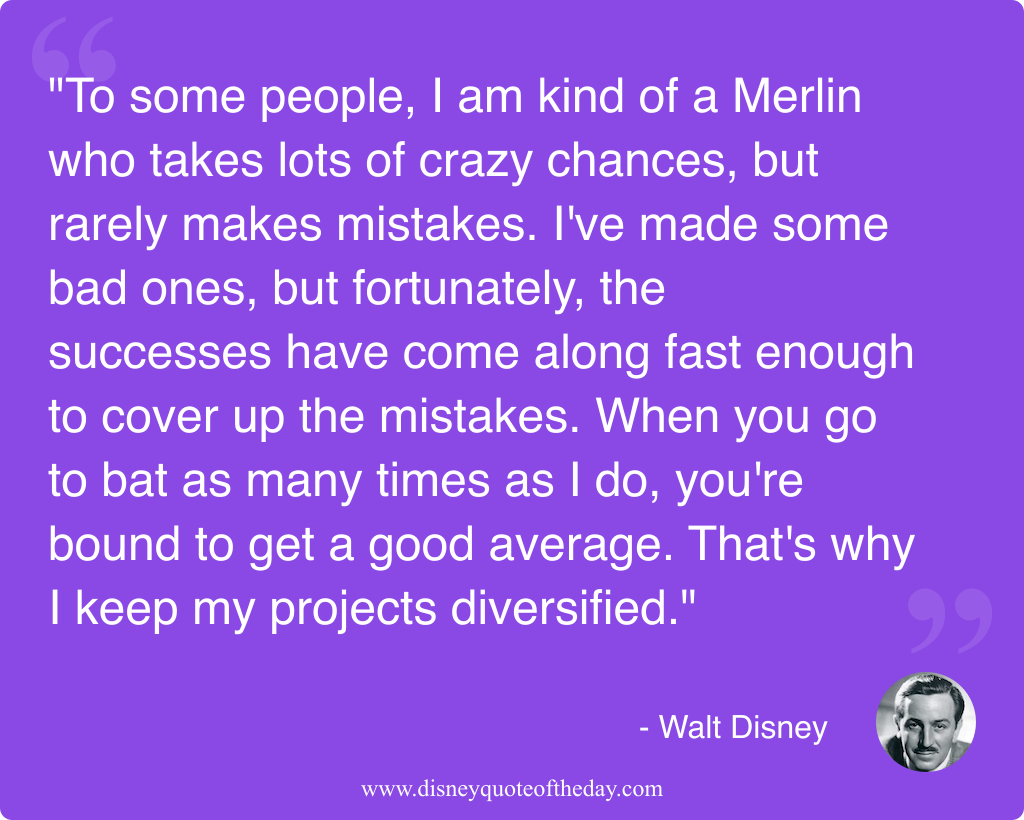 "To some people, I am kind of a Merlin
who takes lots of crazy chances, but
rarely makes mistakes. I've made some
bad ones, but fortunately, the
successes have come along fast enough
to cover up the mistakes. When you go
to bat as many times as I do, you're
bound to get a good average. That's why
I keep my projects diversified."
- Walt Disney
www.disneyquoteoftheday.com